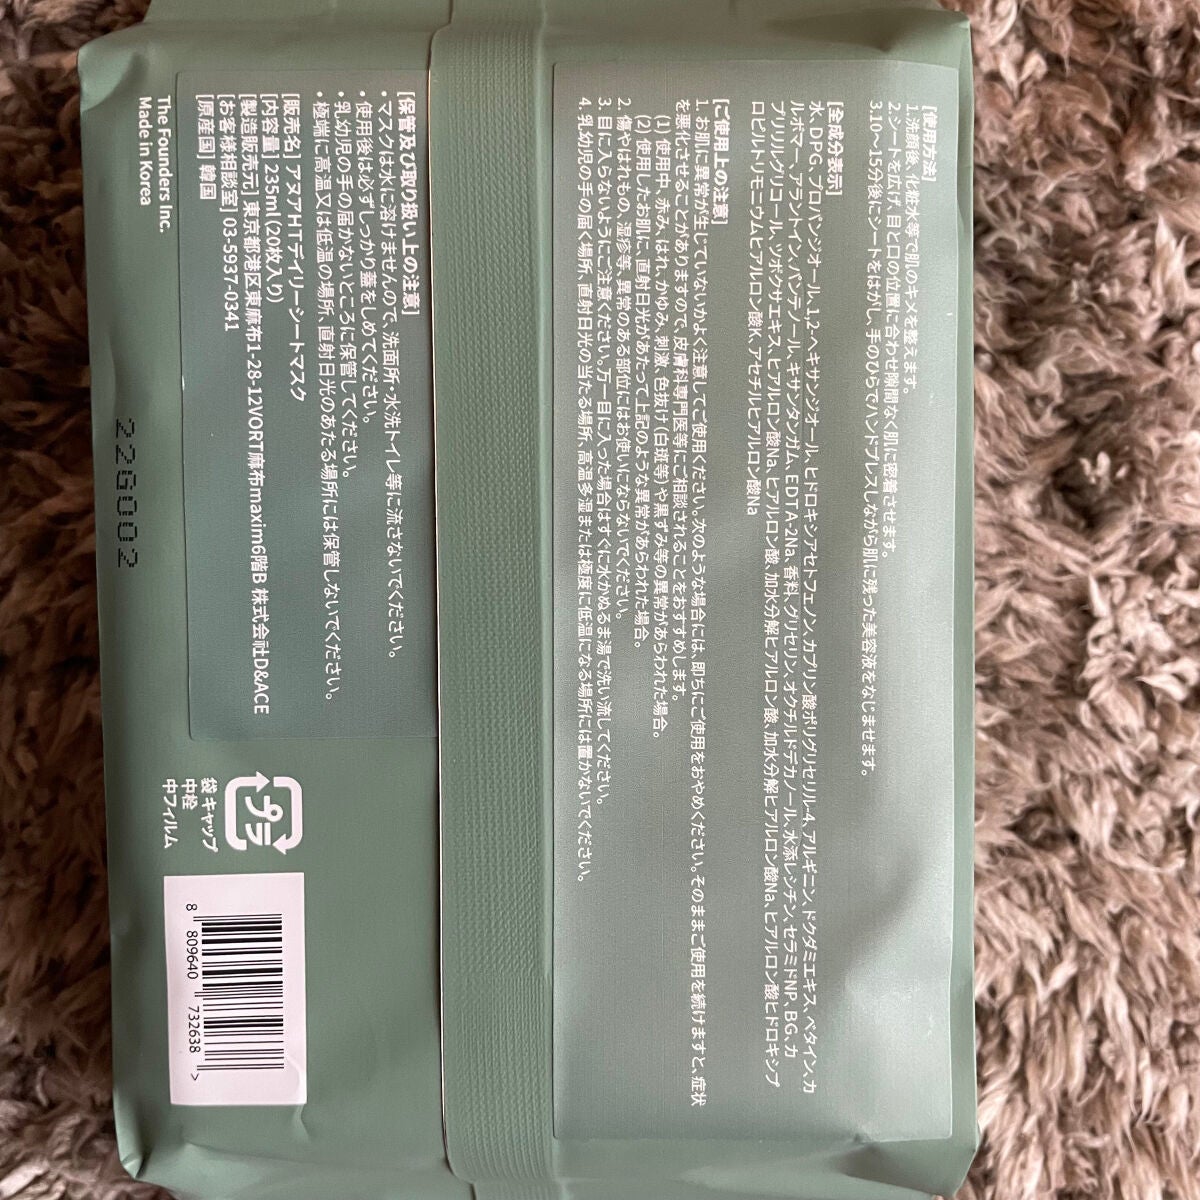 [使用方法]
1.洗顔後、化粧水等で肌のキメを整えます。
2.シートを広げ、目と口の位置に合わせ隙間なく肌に密着させます。
3.10～15分後にシートをはがし、手のひらでハンドプレスしながら肌に残った美容液をなじませます。
[全成分表示]
水、DPG、プロパンジオール、1,2-ヘキサンジオール、ヒドロキシアセトフェノン、カプリン酸ポリグリセリル-4、アルギニン、ドクダミエキス、ベタイン、カ
ルボマー、アラントイン、パンテノール、キサンタンガム、EDTA-2Na、香料、グリセリン、オクチルドデカノール、水添レシチン、セラミドNP、BG、カ
プリリルグリコール、ツボクサエキス、ヒアルロン酸Na、ヒアルロン酸、加水分解ヒアルロン酸、加水分解ヒアルロン酸Na、ヒアルロン酸ヒドロキシプ
ロピルトリモニウムヒアルロン酸K、アセチルヒアルロン酸Na
[ご使用上の注意]
1. お肌に異常が生じていないかよく注意してご使用ください。次のような場合には、即ちにご使用をおやめください。そのままご使用を続けますと、症状
を悪化させることがありますので、皮膚科専門医等にご相談されることをおすすめします。
(1) 使用中、赤み、はれ、かゆみ、刺激、色抜け(白斑等)や黒ずみ等の異常があらわれた場合。
(2) 使用したお肌に、直射日光があたって上記のような異常があらわれた場合。
2. 傷やはれもの、湿疹等、異常のある部位にはお使いにならないでください。
3. 目に入らないようにご注意ください。万一目に入った場合はすぐに水かぬるま湯で洗い流してください。
4. 乳幼児の手の届く場所、直射日光の当たる場所、高温多湿または極度に低温になる場所には置かないでください。
[保管及び取り扱い上の注意]
・マスクは水に溶けませんので、洗面所・水洗トイレ等に流さないでください。
・使用後は必ずしっかり蓋をしめてください。
・乳幼児の手の届かないところに保管してください。
・極端に高温又は低温の場所、直射日光のあたる場所には保管しないでください。
[販売名] アヌアHTデイリーシートマスク
[内容量] 235ml(20枚入り)
[製造販売元] 東京都港区東麻布1-28-12VORT麻布maxim6階B 株式会社D&ACE
[お客様相談室] 03-5937-0341
[原産国] 韓国
The Founders Inc.
Made in Korea
22G002
プラ
袋 キャップ
中栓
中フィルム
8 809640 732638 >